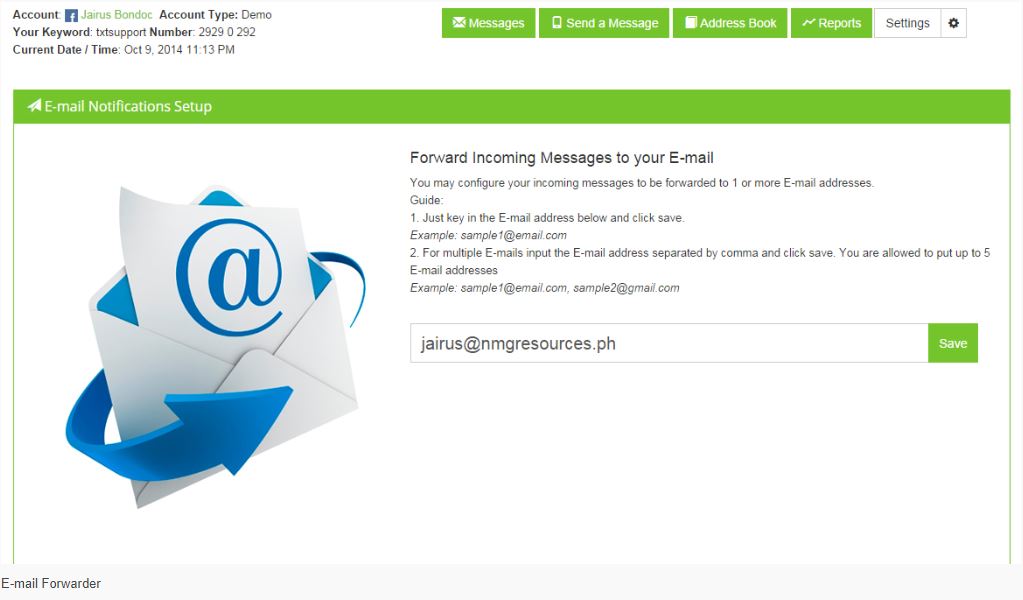 Account: Jairus Bondoc Account Type: Demo
Your Keyword: txtsupport Number: 2929 0 292
Current Date / Time: Oct 9, 2014 11:13 PM
Messages
Send a Message
Address Book
Reports
Settings
E-mail Notifications Setup
@
Forward Incoming Messages to your E-mail
You may configure your incoming messages to be forwarded to 1 or more E-mail addresses.
Guide:
1. Just key in the E-mail address below and click save.
Example: sample1@email.com
2. For multiple E-mails input the E-mail address separated by comma and click save. You are allowed to put up to 5
E-mail addresses
Example: sample1@email.com, sample2@gmail.com
jairus@nmgresources.ph
Save
E-mail Forwarder